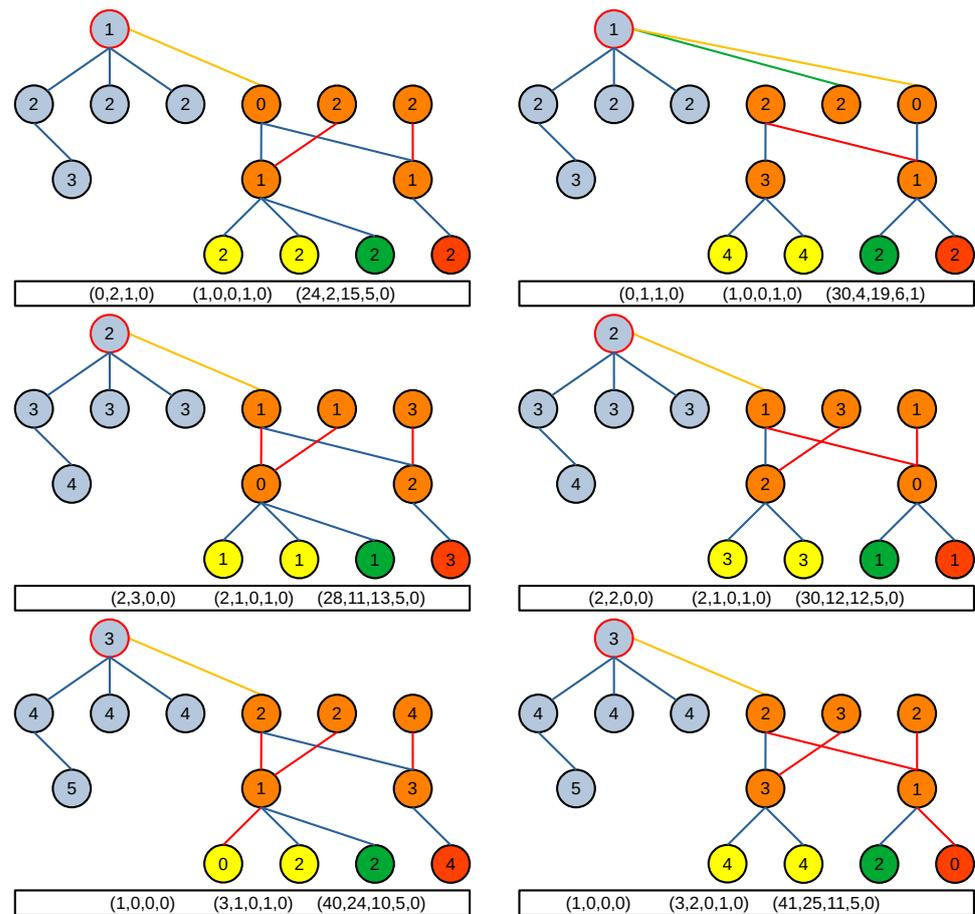 1 1
2 2 2 0 2 2 2 2 2 2 2 0
3 1 1 3 3 1
2 2 2 2 4 4 2 2
(0,2,1,0) (1,0,0,1,0) (24,2,15,5,0) (0,1,1,0) (1,0,0,1,0) (30,4,19,6,1)
2 2
3 3 3 1 1 3 3 3 3 1 3 1
4 0 2 4 2 0
1 1 1 3 3 3 1 1
(2,3,0,0) (2,1,0,1,0) (28,11,13,5,0) (2,2,0,0) (2,1,0,1,0) (30,12,12,5,0)
3 3
4 4 4 2 2 4 4 4 4 2 3 2
5 1 3 5 3 1
0 2 2 4 4 4 2 0
(1,0,0,0) (3,1,0,1,0) (40,24,10,5,0) (1,0,0,0) (3,2,0,1,0) (41,25,11,5,0)